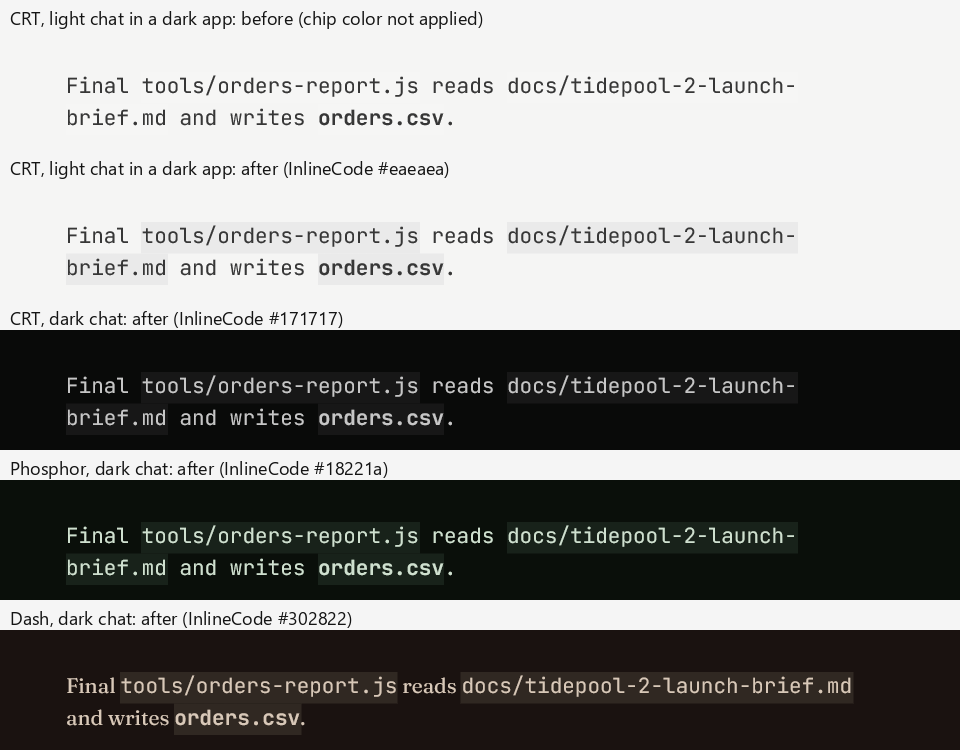 CRT, light chat in a dark app: before (chip color not applied)
Final tools/orders-report.js reads docs/tidepool-2-launch-
brief.md and writes orders.csv.
CRT, light chat in a dark app: after (InlineCode #eaeaea)
Final tools/orders-report.js reads docs/tidepool-2-launch-
brief.md and writes orders.csv.
CRT, dark chat: after (InlineCode #171717)
Final tools/orders-report.js reads docs/tidepool-2-launch-
brief.md and writes orders.csv.
Phosphor, dark chat: after (InlineCode #18221a)
Final tools/orders-report.js reads docs/tidepool-2-launch-
brief.md and writes orders.csv.
Dash, dark chat: after (InlineCode #302822)
Final tools/orders-report.js reads docs/tidepool-2-launch-brief.md
and writes orders.csv.